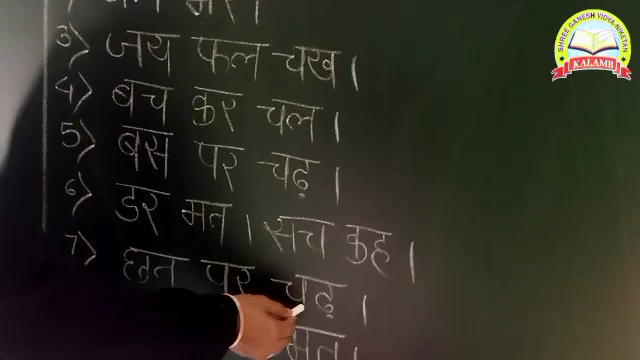 3) जय फल चख ।
4) बच कर चल ।
5) बस पर चढ़ ।
6) डर मत । सच कह ।
7) छत पर चढ़ ।
मत ।
SHREE GANESH VIDYA NIKETAN
KALAMB